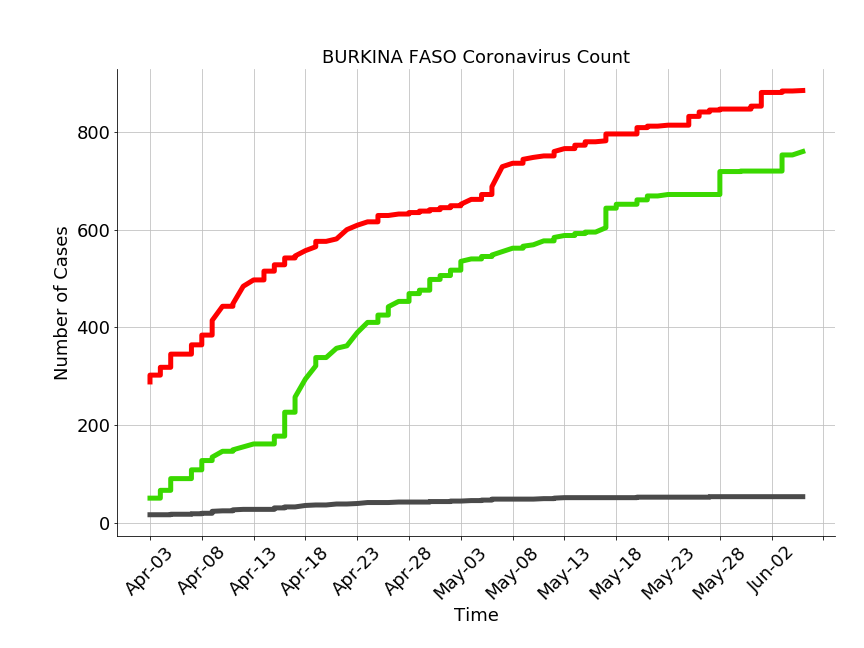 BURKINA FASO Coronavirus Count
Number of Cases
800
600
400
200
0
Apr-03
Apr-08
Apr-13
Apr-18
Apr-23
Apr-28
May-03
May-08
May-13
May-18
May-23
May-28
Jun-02
Time